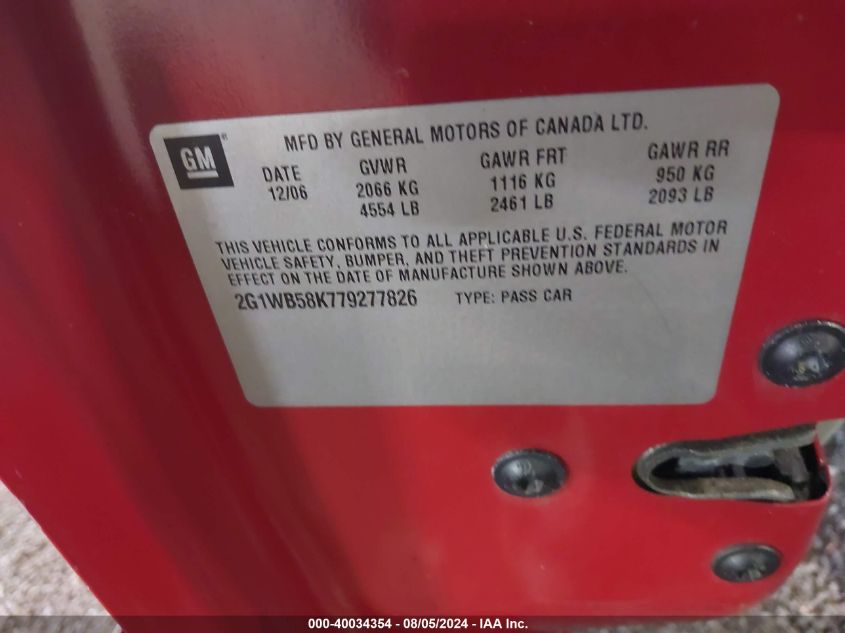 GM®
MFD BY GENERAL MOTORS OF CANADA LTD.
DATE GVWR GAWR FRT GAWR RR
12/06 2066 KG 1116 KG 950 KG
4554 LB 2461 LB 2093 LB
THIS VEHICLE CONFORMS TO ALL APPLICABLE U.S. FEDERAL MOTOR
VEHICLE SAFETY, BUMPER, AND THEFT PREVENTION STANDARDS IN
EFFECT ON THE DATE OF MANUFACTURE SHOWN ABOVE.
2G1WB58K779277826 TYPE: PASS CAR
000-40034354 - 08/05/2024 - IAA Inc.